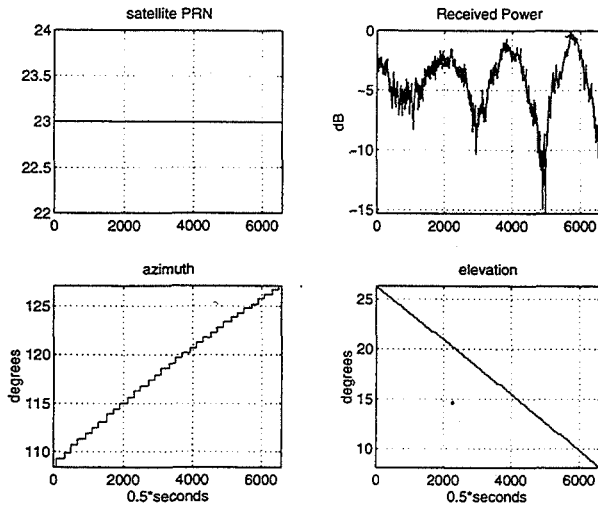 satellite PRN
24
23.5
23
22.5
22
0 2000 4000 6000
Received Power
0
−5
−10
−15
dB
0 2000 4000 6000
azimuth
125
120
115
110
degrees
0 2000 4000 6000
0.5*seconds
elevation
25
20
15
10
degrees
0 2000 4000 6000
0.5*seconds